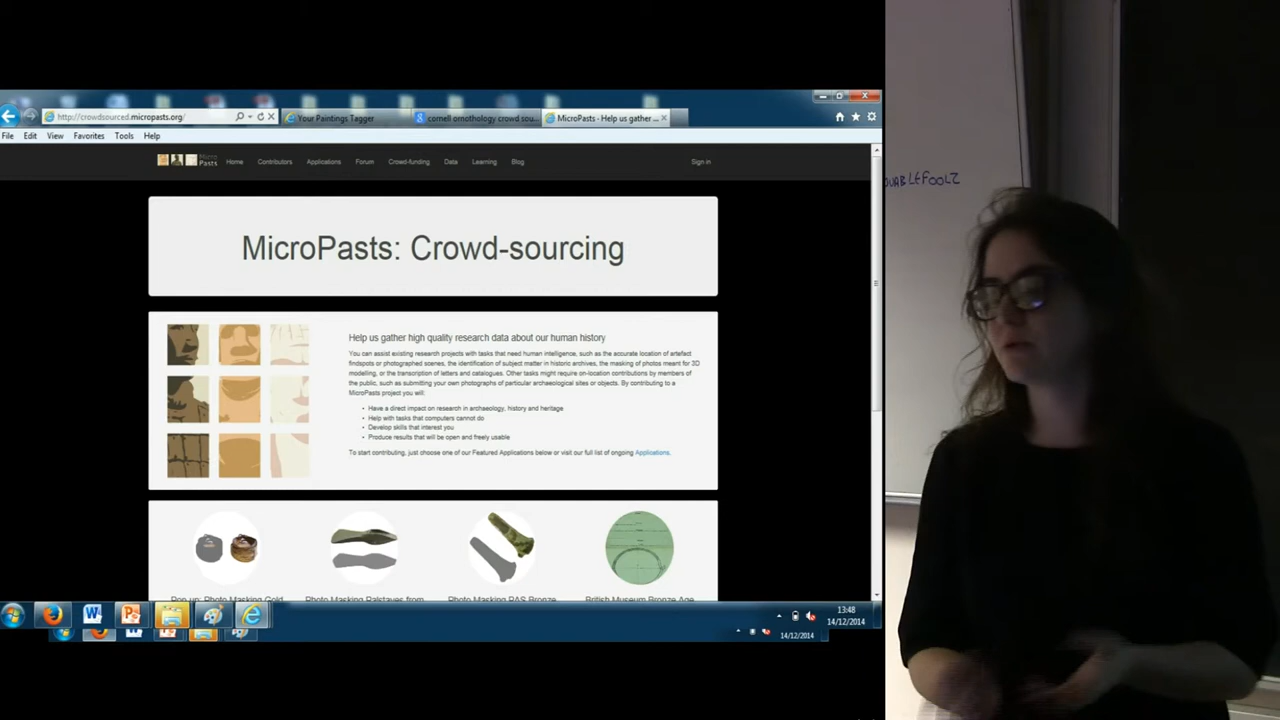 http://crowdsourced.micropasts.org/
Your Paintings Tagger
cornell ornothology crowd sou...
MicroPasts - Help us gather ...
File Edit View Favorites Tools Help
Micro Pasts
Home Contributors Applications Forum Crowd-funding Data Learning Blog Sign in
MicroPasts: Crowd-sourcing
Help us gather high quality research data about our human history
You can assist existing research projects with tasks that need human intelligence, such as the accurate location of artefact
findspots or photographed scenes, the identification of subject matter in historic archives, the masking of photos meant for 3D
modelling, or the transcription of letters and catalogues. Other tasks might require on-location contributions by members of
the public, such as submitting your own photographs of particular archaeological sites or objects. By contributing to a
MicroPasts project you will:
Have a direct impact on research in archaeology, history and heritage
Help with tasks that computers cannot do
Develop skills that interest you
Produce results that will be open and freely usable
To start contributing, just choose one of our Featured Applications below or visit our full list of ongoing Applications.
Photo Masking Gold
Photo Masking Palstaves from
Photo Masking PAS Bronze
British Museum Bronze Age
13:48
14/12/2014
14/12/2014